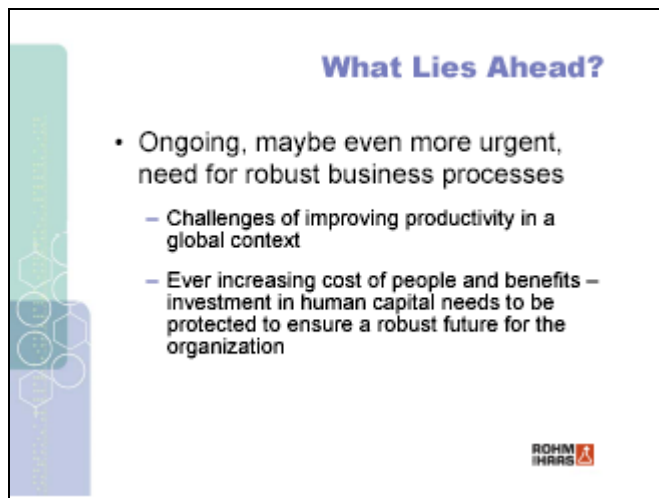 What Lies Ahead?
• Ongoing, maybe even more urgent,
need for robust business processes
– Challenges of improving productivity in a
global context
– Ever increasing cost of people and benefits –
investment in human capital needs to be
protected to ensure a robust future for the
organization
ROHM
HAAS